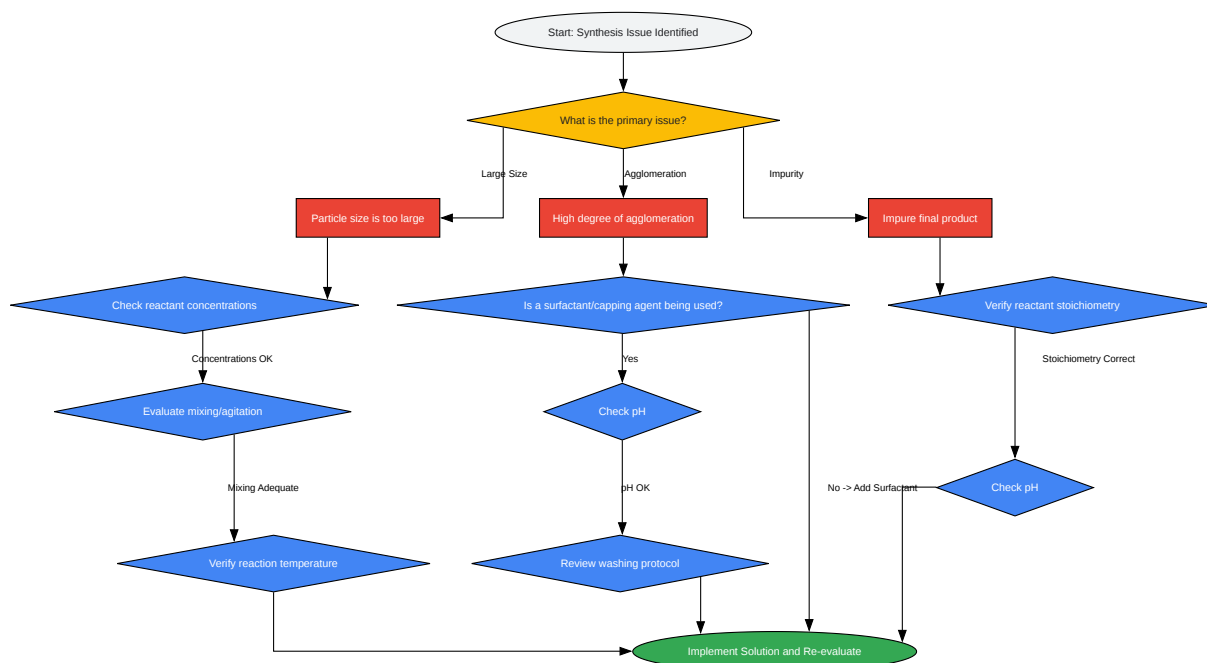 Start: Synthesis Issue Identified
What is the primary issue?
Large Size
Agglomeration
Impurity
Particle size is too large
High degree of agglomeration
Impure final product
Check reactant concentrations
Is a surfactant/capping agent being used?
Verify reactant stoichiometry
Concentrations OK
Yes
Stoichiometry Correct
Evaluate mixing/agitation
Check pH
Mixing Adequate
pH OK
No -> Add Surfactant
Check pH
Verify reaction temperature
Review washing protocol
Implement Solution and Re-evaluate